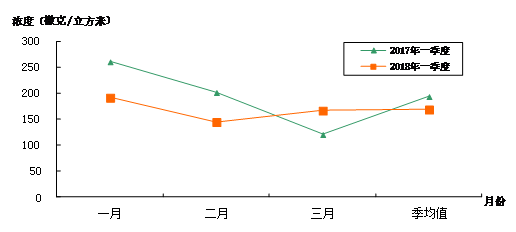 浓度（微克/立方米）
300
250
200
150
100
50
0
2017年一季度
2018年一季度
一月
二月
三月
季均值
月份